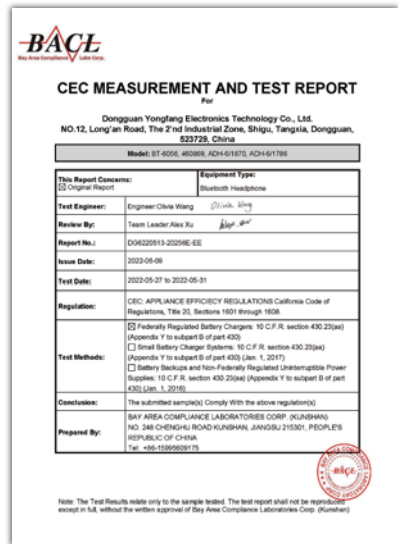 BACL
Bay Area Compliance Labs Corp.
CEC MEASUREMENT AND TEST REPORT
For
Dongguan Yongfang Electronics Technology Co., Ltd.
NO.12, Long'an Road, The 2'nd Industrial Zone, Shigu, Tangxia, Dongguan,
523729, China
Model: BT-6056, 460869, ADH-6/1870, ADH-6/1786
This Report Concerns:
☒ Original Report
Equipment Type:
Bluetooth Headphone
Test Engineer: Engineer:Olivia Wang Olivia Wang
Review By: Team Leader:Alex Xu
Report No.: DG6220513-20256E-EE
Issue Date: 2022-06-09
Test Date: 2022-05-27 to 2022-05-31
Regulation: CEC: APPLIANCE EFFICIECY REGULATIONS California Code of
Regulations, Title 20, Sections 1601 through 1608.
Test Methods: ☒ Federally Regulated Battery Chargers: 10 C.F.R. section 430.23(aa)
(Appendix Y to subpart B of part 430)
☐ Small Battery Charger Systems: 10 C.F.R. section 430.23(aa)
(Appendix Y to subpart B of part 430) (Jan. 1, 2017)
☐ Battery Backups and Non-Federally Regulated Uninterruptible Power
Supplies: 10 C.F.R. section 430.23(aa) (Appendix Y to subpart B of part
430) (Jan. 1, 2016)
Conclusion: The submitted sample(s) Comply With the above regulation(s)
Prepared By: BAY AREA COMPLIANCE LABORATORIES CORP. (KUNSHAN)
NO. 248 CHENGHU ROAD KUNSHAN, JIANGSU 215301, PEOPLE'S
REPUBLIC OF CHINA
Tel: +86-15995609175
BACL
Note: The Test Results relate only to the sample tested. The test report shall not be reproduced
except in full, without the written approval of Bay Area Compliance Laboratories Corp. (Kunshan)